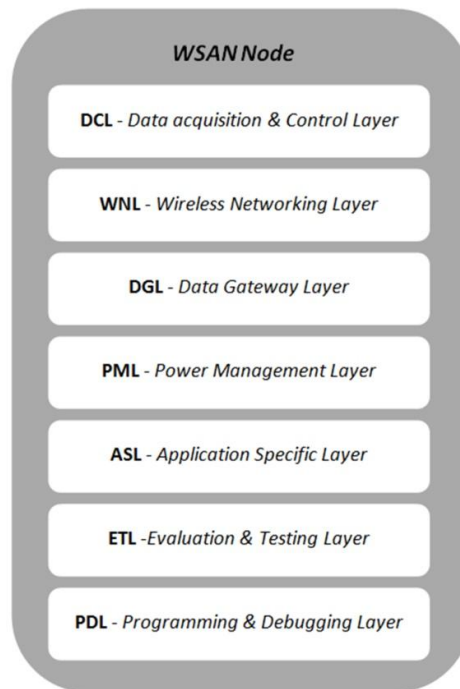 WSAN Node
DCL - Data acquisition & Control Layer
WNL - Wireless Networking Layer
DGL - Data Gateway Layer
PML - Power Management Layer
ASL - Application Specific Layer
ETL -Evaluation & Testing Layer
PDL - Programming & Debugging Layer